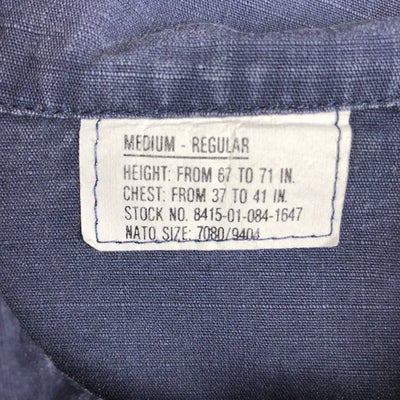 MEDIUM - REGULAR
HEIGHT: FROM 67 TO 71 IN.
CHEST: FROM 37 TO 41 IN.
STOCK NO. 8415-01-084-1647
NATO SIZE: 7080/9404